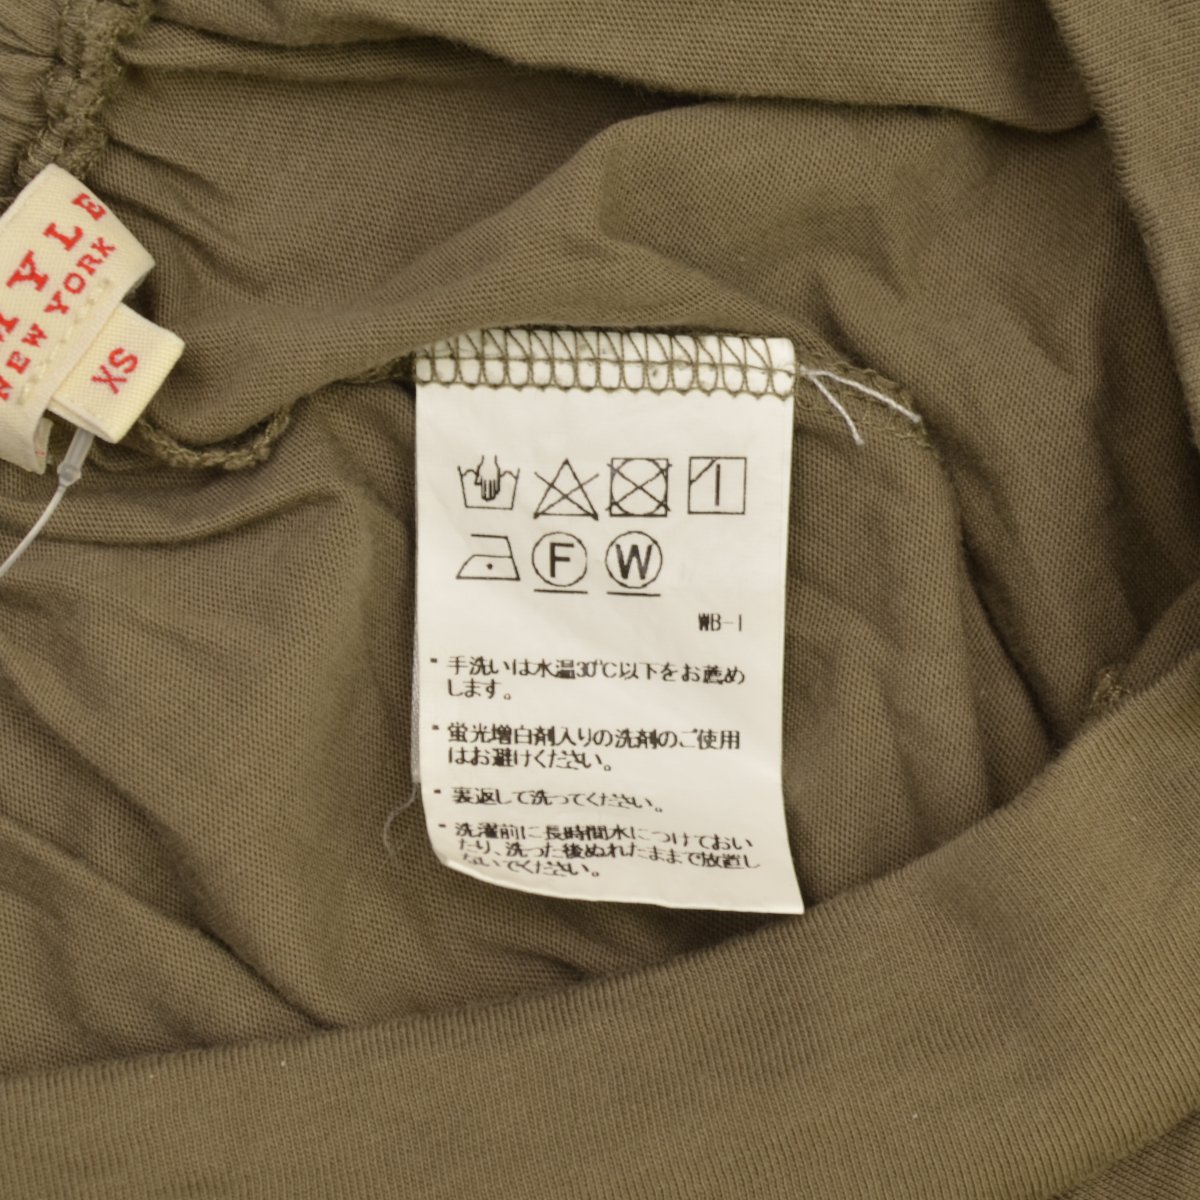 YLE
NEW YORK
XS
F
W
WB-1
・手洗いは水温30℃以下をお薦め
します。
・蛍光増白剤入りの洗剤のご使用
はお避けください。
・裏返して洗ってください。
・洗濯前に長時間水につけておい
たり、洗った後ぬれたままで放置し
ないでください。